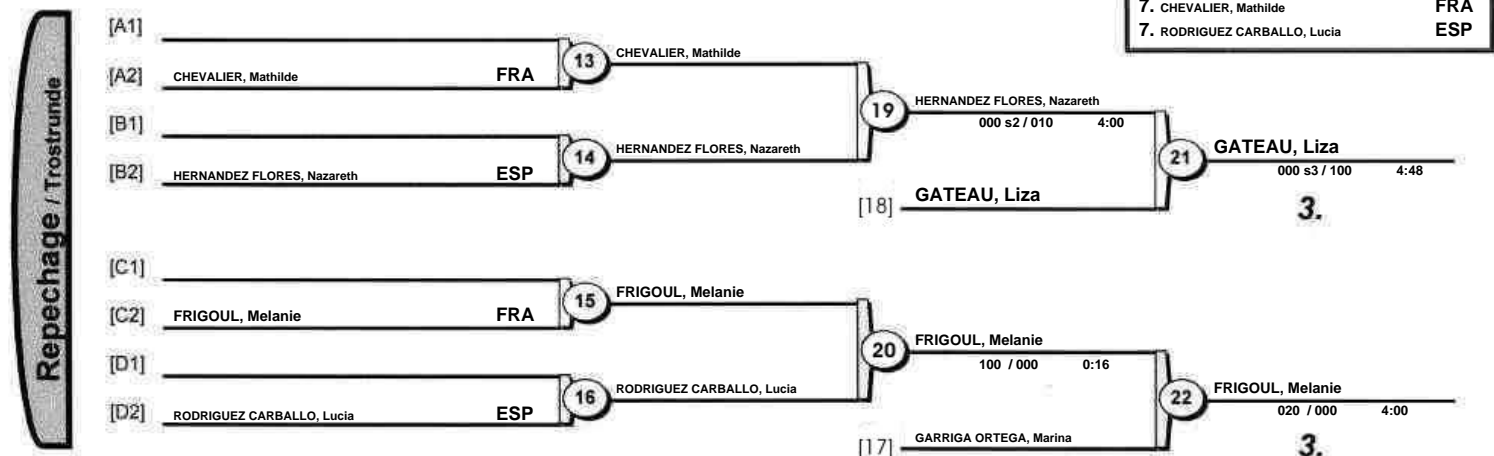 7. CHEVALIER, Mathilde FRA
7. RODRIGUEZ CARBALLO, Lucia ESP
Repechage / Trostrunde
[A1]
[A2] CHEVALIER, Mathilde FRA
13 CHEVALIER, Mathilde
[B1]
[B2] HERNANDEZ FLORES, Nazareth ESP
14 HERNANDEZ FLORES, Nazareth
19 HERNANDEZ FLORES, Nazareth
000 s2 / 010 4:00
[18] GATEAU, Liza
21 GATEAU, Liza
000 s3 / 100 4:48
3.
[C1]
[C2] FRIGOUL, Melanie FRA
15 FRIGOUL, Melanie
[D1]
[D2] RODRIGUEZ CARBALLO, Lucia ESP
16 RODRIGUEZ CARBALLO, Lucia
20 FRIGOUL, Melanie
100 / 000 0:16
[17] GARRIGA ORTEGA, Marina
22 FRIGOUL, Melanie
020 / 000 4:00
3.